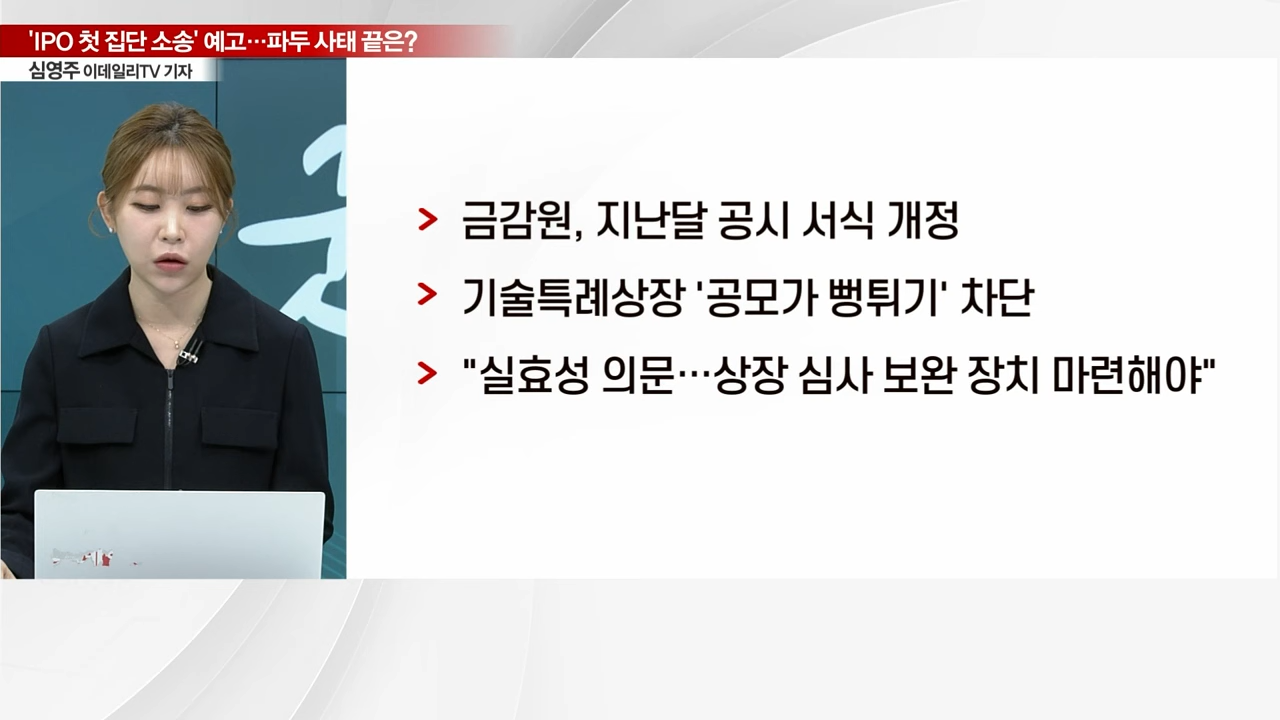 'IPO 첫 집단 소송' 예고…파두 사태 끝은?
심영주 이데일리TV 기자
> 금감원, 지난달 공시 서식 개정
> 기술특례상장 '공모가 뻥튀기' 차단
> "실효성 의문…상장 심사 보완 장치 마련해야"